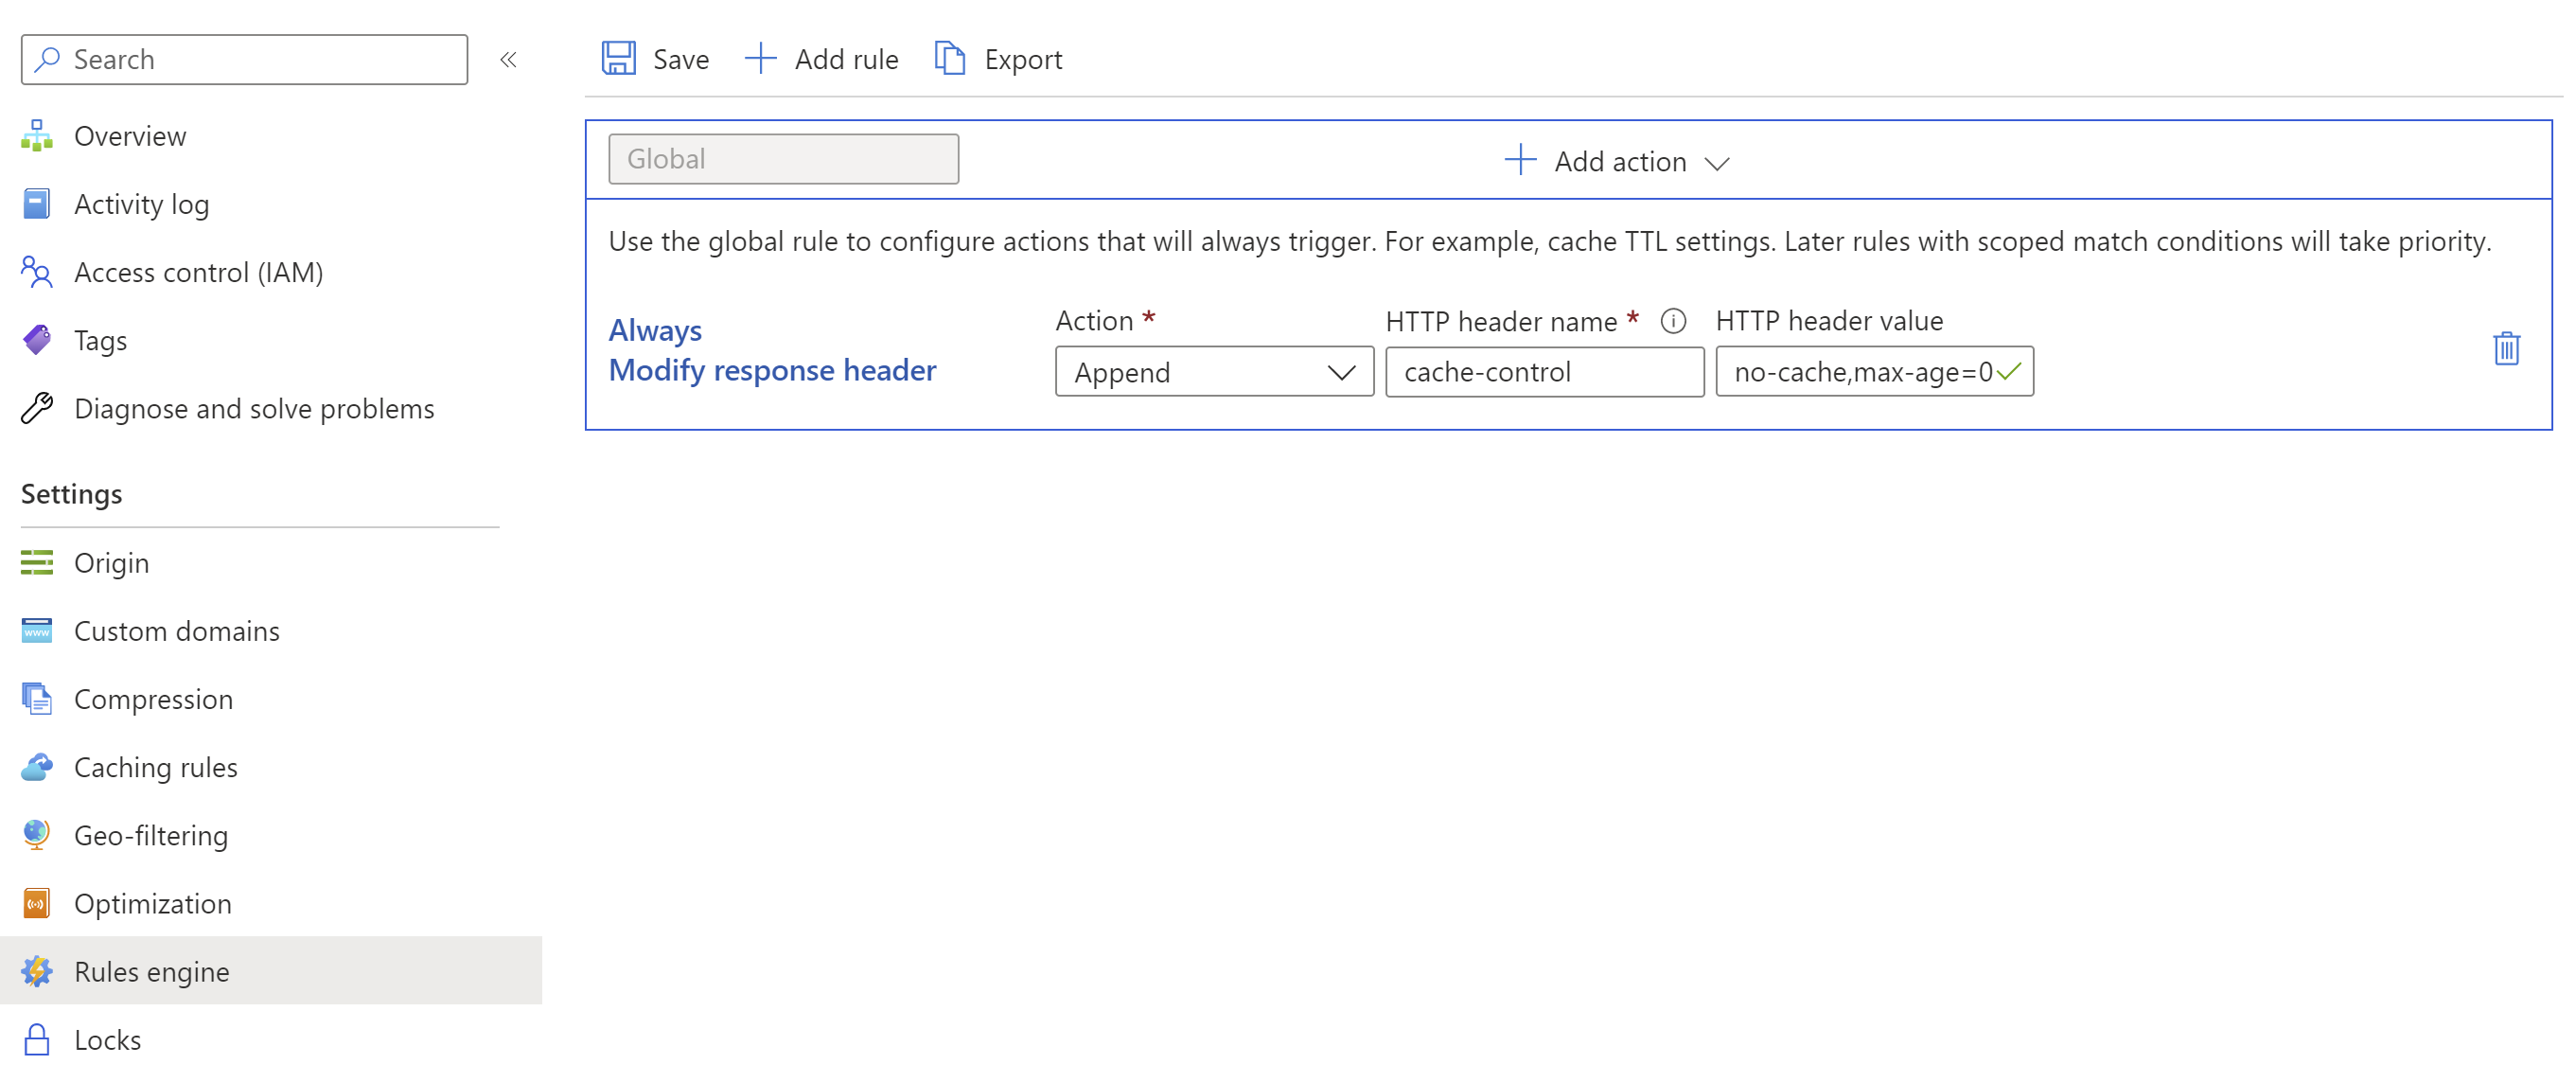 Search
«
Overview
Activity log
Access control (IAM)
Tags
Diagnose and solve problems
Settings
Origin
www
Custom domains
Compression
Caching rules
Geo-filtering
Optimization
Rules engine
Locks
Save
Add rule
Export
Global
Add action
Use the global rule to configure actions that will always trigger. For example, cache TTL settings. Later rules with scoped match conditions will take priority.
Always
Modify response header
Action *
Append
HTTP header name *
cache-control
HTTP header value
no-cache,max-age=0